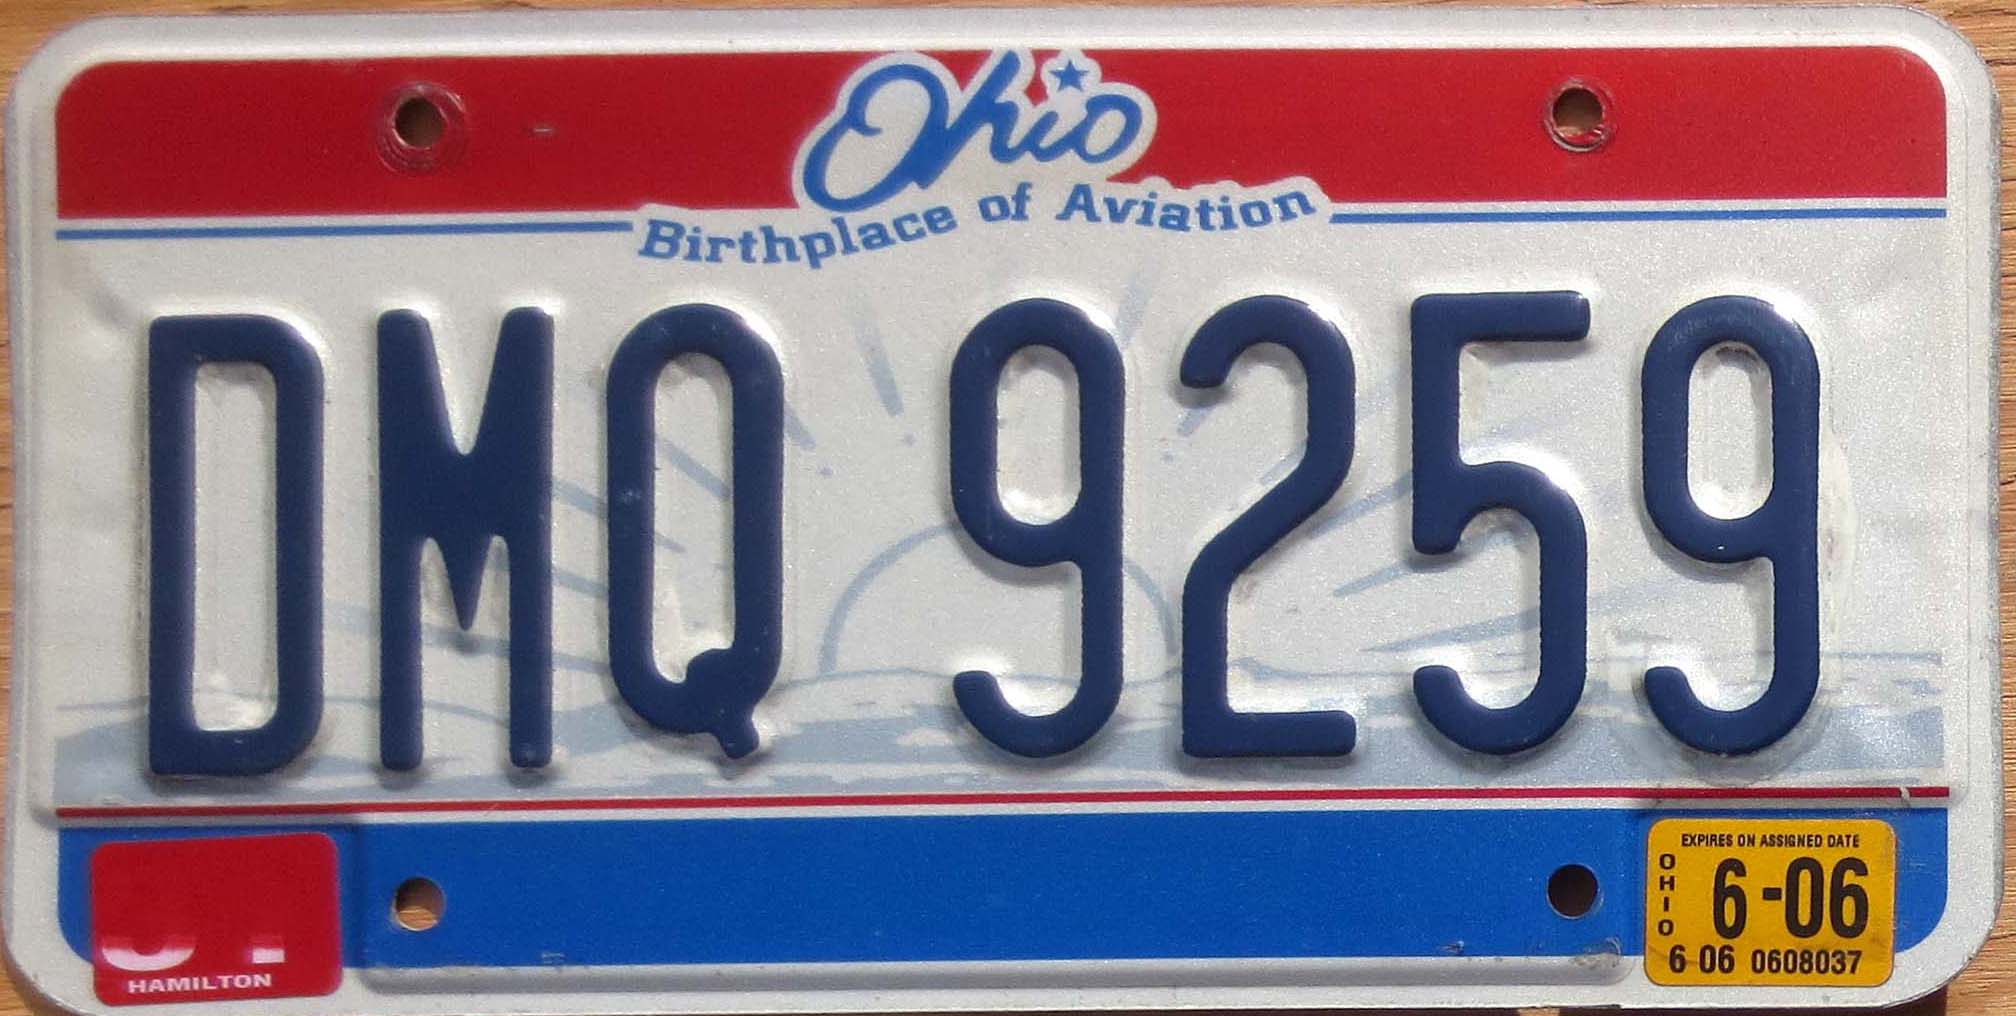 Ohio
Birthplace of Aviation
DMQ 9259
HAMILTON
EXPIRES ON ASSIGNED DATE
OHIO
6-06
6 06 0608037